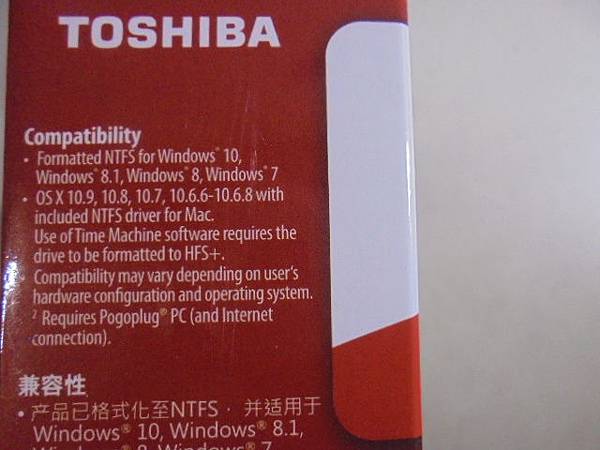 TOSHIBA
Compatibility
• Formatted NTFS for Windows® 10,
Windows® 8.1, Windows® 8, Windows® 7
• OS X 10.9, 10.8, 10.7, 10.6.6-10.6.8 with
included NTFS driver for Mac.
Use of Time Machine software requires the
drive to be formatted to HFS+.
Compatibility may vary depending on user's
hardware configuration and operating system.
² Requires Pogoplug® PC (and Internet
connection).
兼容性
• 产品已格式化至NTFS， 并适用于
Windows® 10, Windows® 8.1,
Windows® 8, Windows® 7